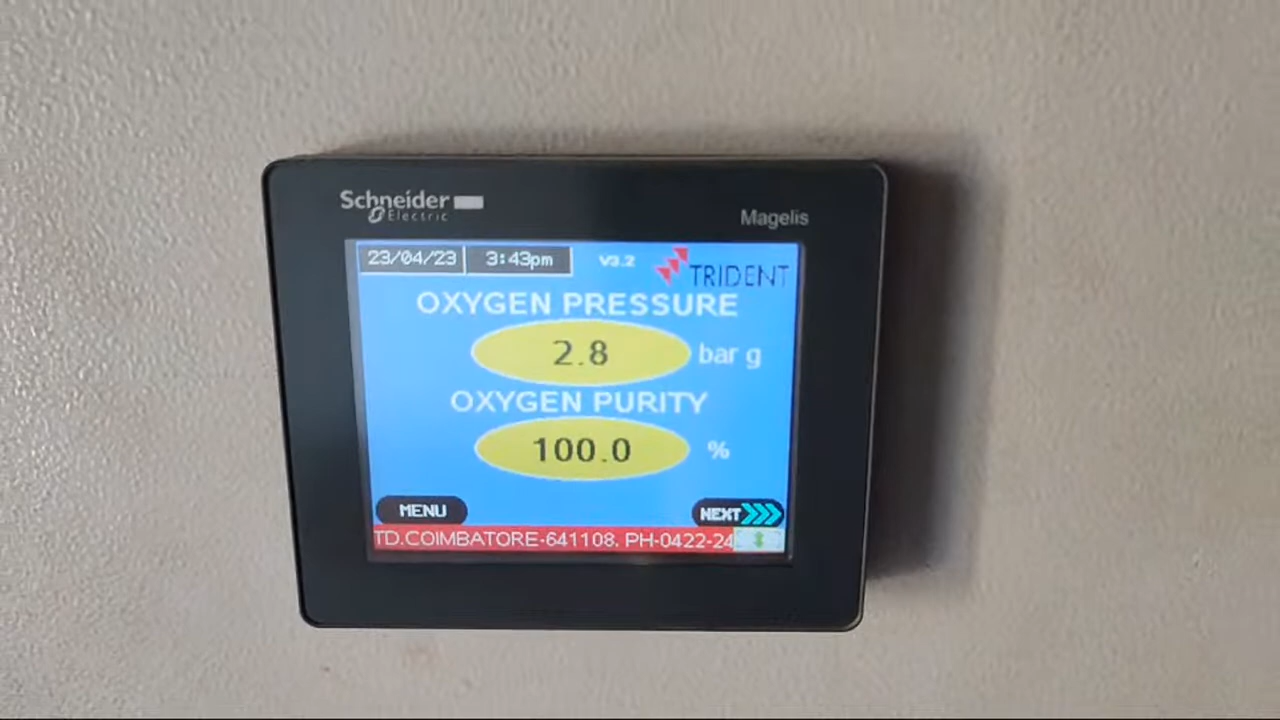 Schneider
Electric
Magelis
23/04/23 3:43pm V3.2 TRIDENT
OXYGEN PRESSURE
2.8 bar g
OXYGEN PURITY
100.0 %
MENU NEXT
TD.COIMBATORE-641108. PH-0422-24